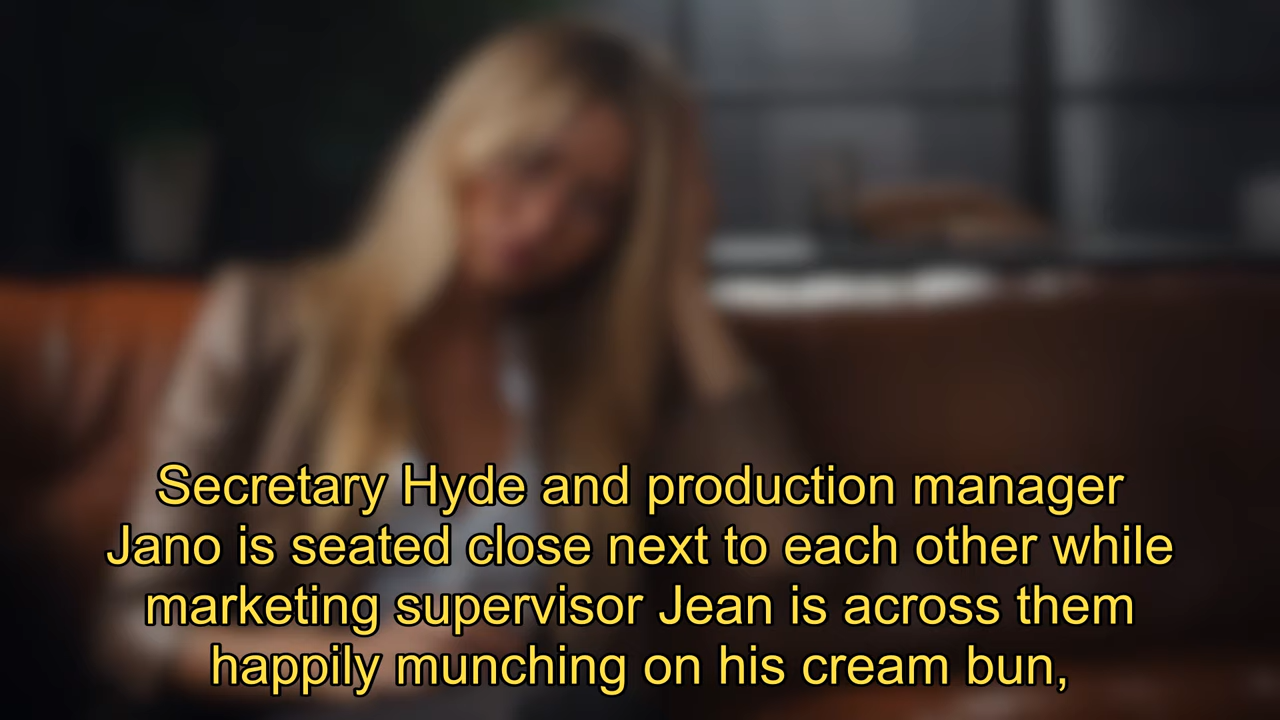 Secretary Hyde and production manager
Jano is seated close next to each other while
marketing supervisor Jean is across them
happily munching on his cream bun,